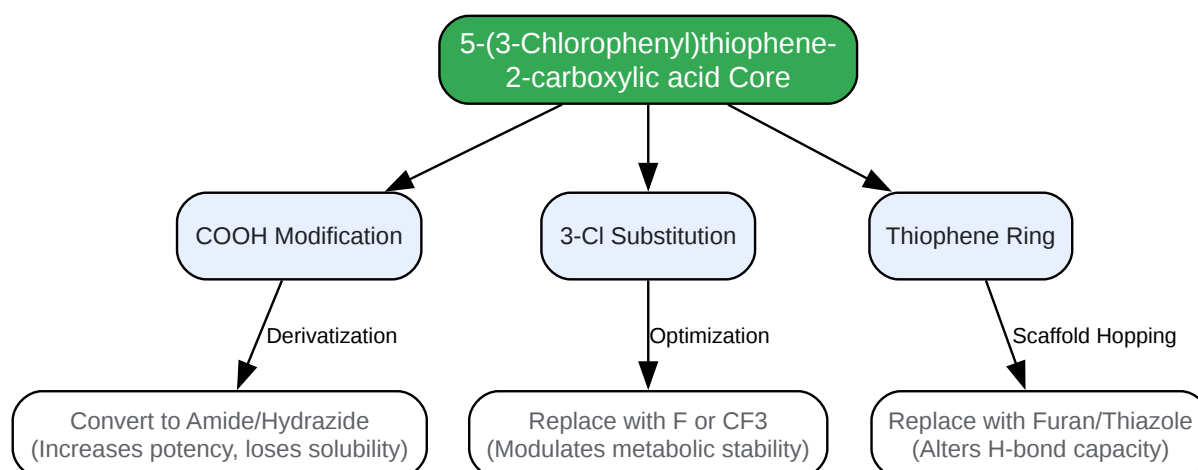 5-(3-Chlorophenyl)thiophene-
2-carboxylic acid Core
COOH Modification
3-Cl Substitution
Thiophene Ring
Derivatization
Optimization
Scaffold Hopping
Convert to Amide/Hydrazide
(Increases potency, loses solubility)
Replace with F or CF3
(Modulates metabolic stability)
Replace with Furan/Thiazole
(Alters H-bond capacity)